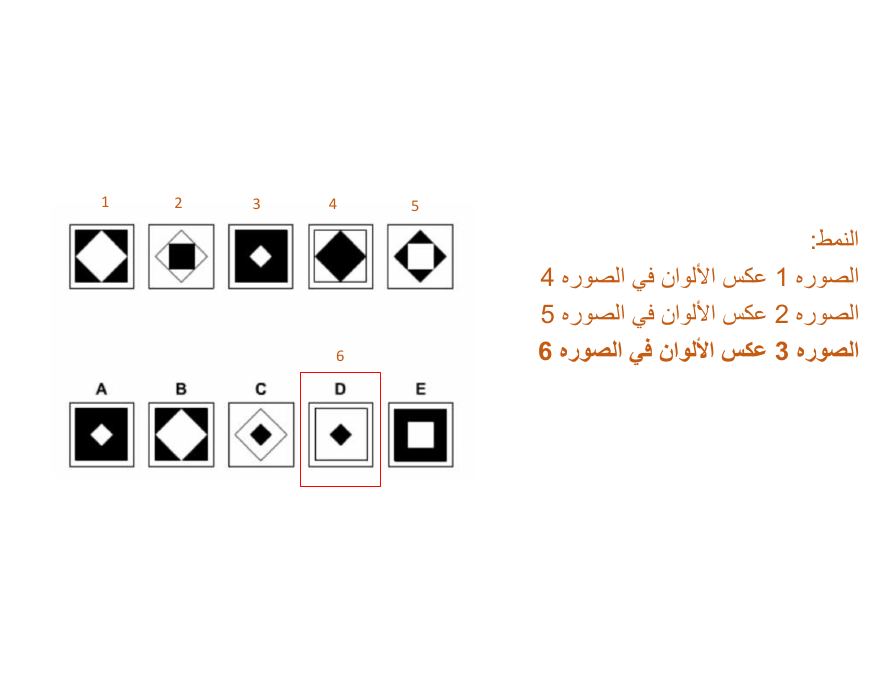 1 2 3 4 5
النمط:
الصوره 1 عكس الألوان في الصوره 4
الصوره 2 عكس الألوان في الصوره 5
الصوره 3 عكس الألوان في الصوره 6
6
A B C D E